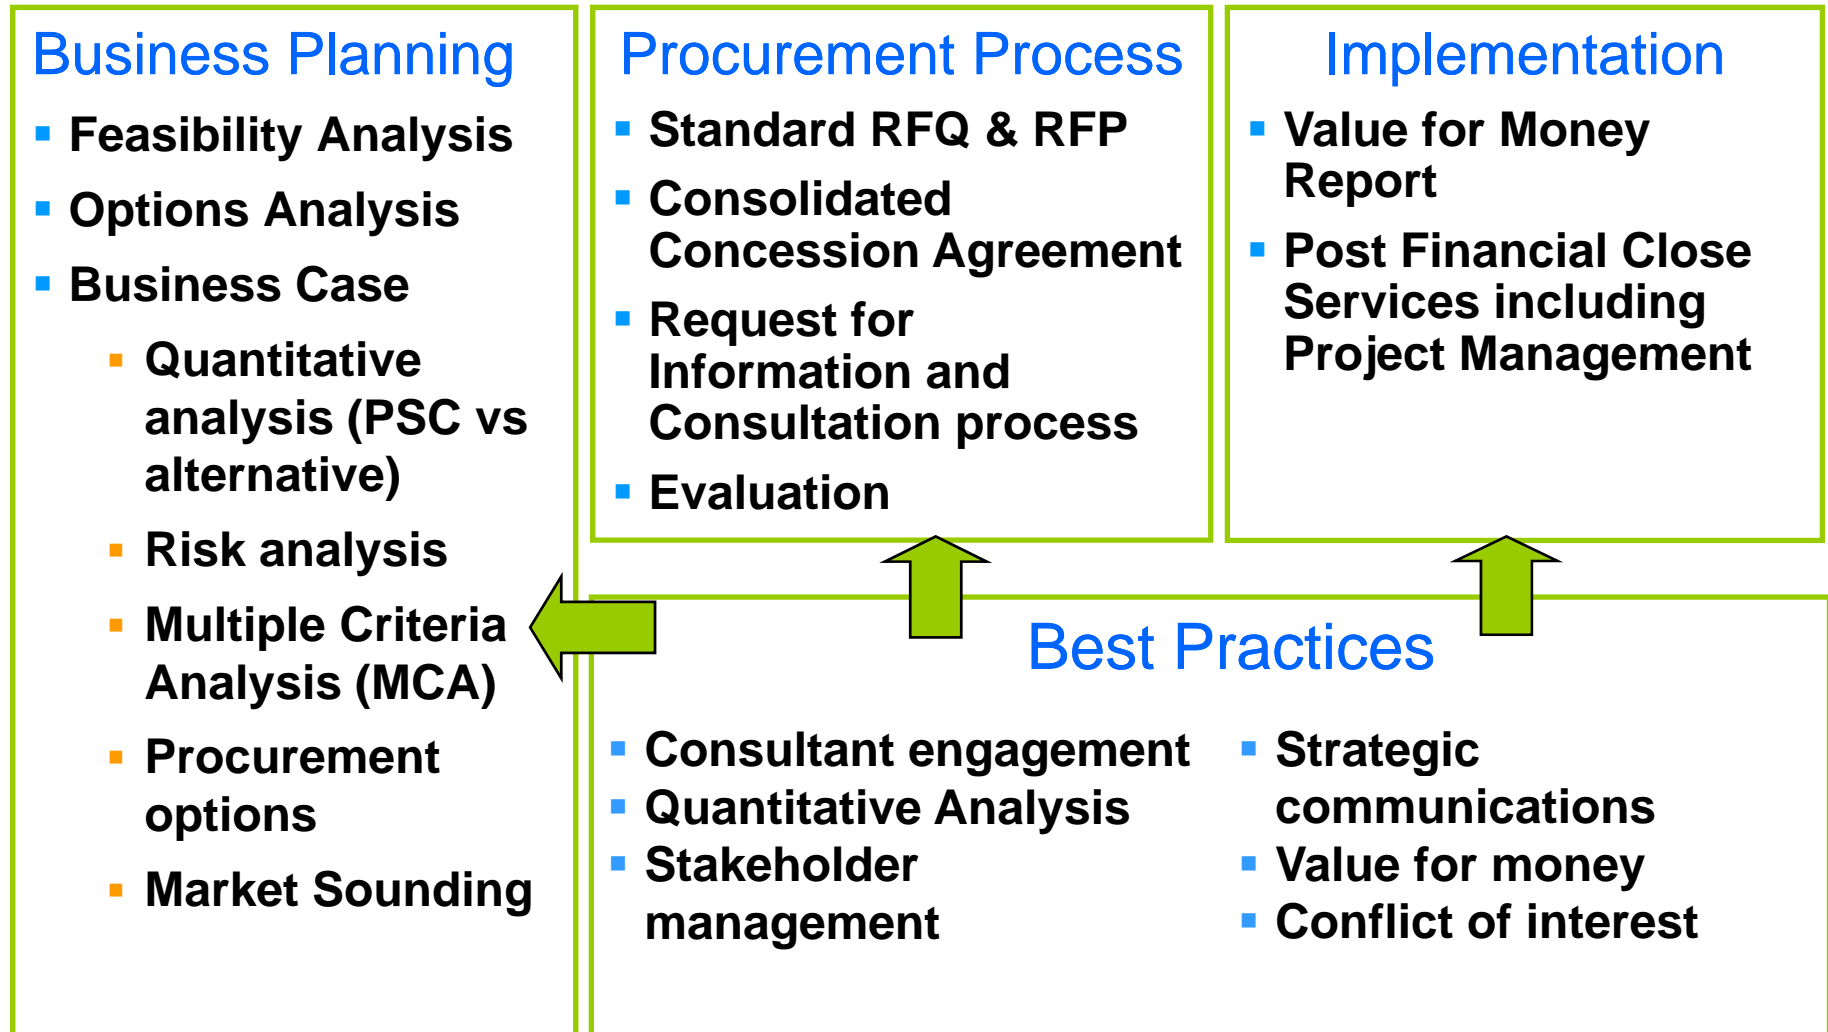 Business Planning
Feasibility Analysis
Options Analysis
Business Case
Quantitative
analysis (PSC vs
alternative)
Risk analysis
Multiple Criteria
Analysis (MCA)
Procurement
options
Market Sounding
Procurement Process
Standard RFQ & RFP
Consolidated
Concession Agreement
Request for
Information and
Consultation process
Evaluation
Implementation
Value for Money
Report
Post Financial Close
Services including
Project Management
Best Practices
Consultant engagement
Quantitative Analysis
Stakeholder
management
Strategic
communications
Value for money
Conflict of interest